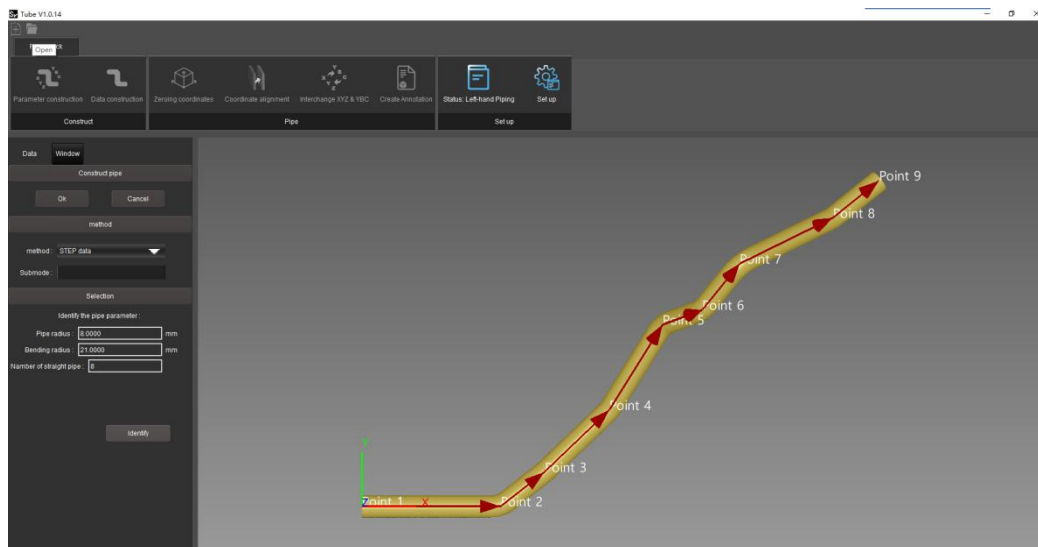 Tube V1.0.14
Open
Parameter construction
Data construction
Zeroing coordinates
Coordinate alignment
Interchange XYZ & YBC
Create Annotation
Status: Left-hand Piping
Set up
Construct
Pipe
Set up
Data
Window
Construct pipe
Ok
Cancel
method
method :
STEP data
Submode :
Selection
Identify the pipe parameter :
Pipe radius : 8.0000 mm
Bending radius : 21.0000 mm
Number of straight pipe : 8
Identify
Point 9
Point 8
Point 7
Point 6
Point 5
Point 4
Point 3
Y
Point 1
X
Point 2